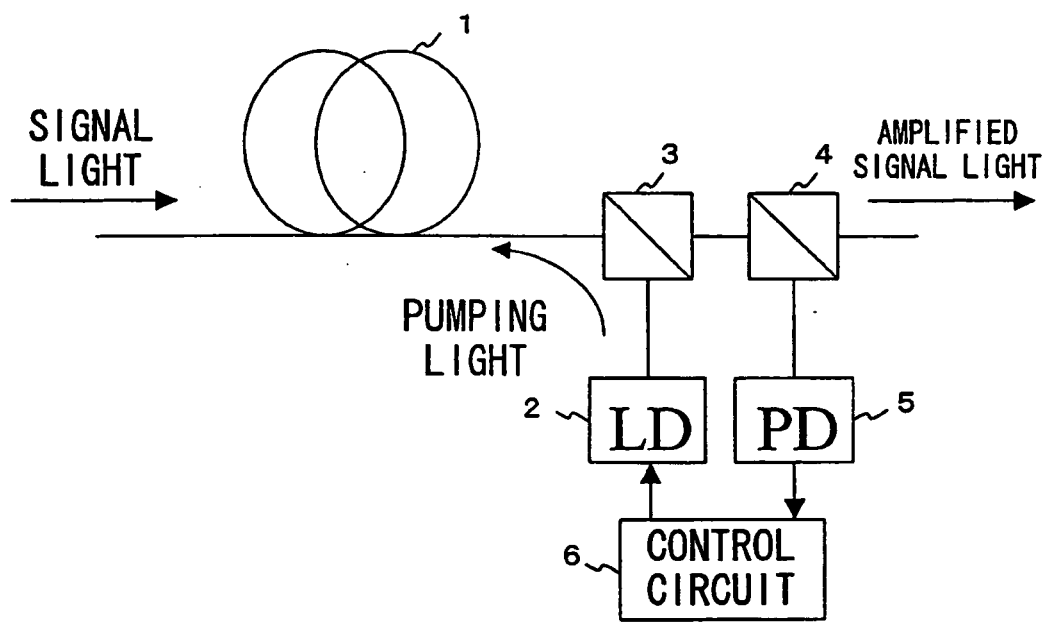 1
SIGNAL
LIGHT
3
4
AMPLIFIED
SIGNAL LIGHT
PUMPING
LIGHT
2
LD
PD
5
6
CONTROL
CIRCUIT